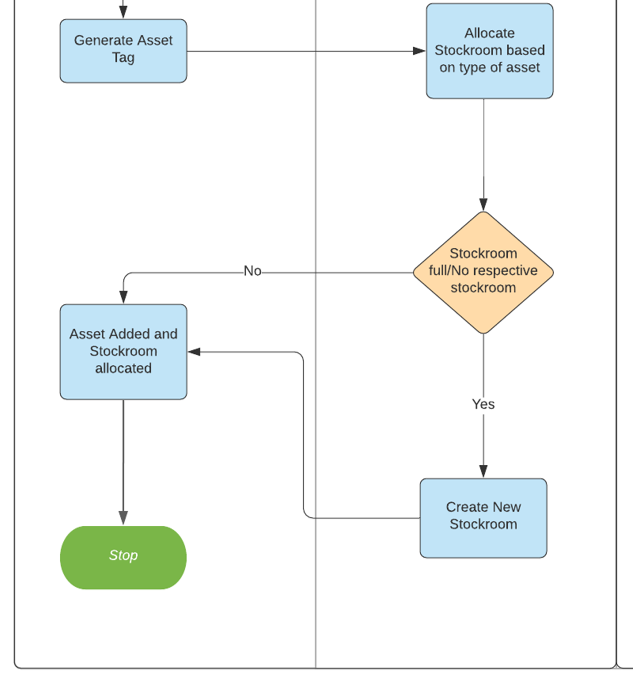 Generate Asset
Tag
Allocate
Stockroom based
on type of asset
Stockroom
full/No respective
stockroom
No
Asset Added and
Stockroom
allocated
Yes
Create New
Stockroom
Stop